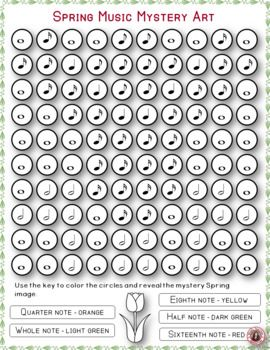 Spring Music Mystery Art
Use the key to color the circles and reveal the mystery Spring
image.
Quarter note - orange
Whole note - light green
Eighth note - yellow
Half note - dark green
Sixteenth note - red